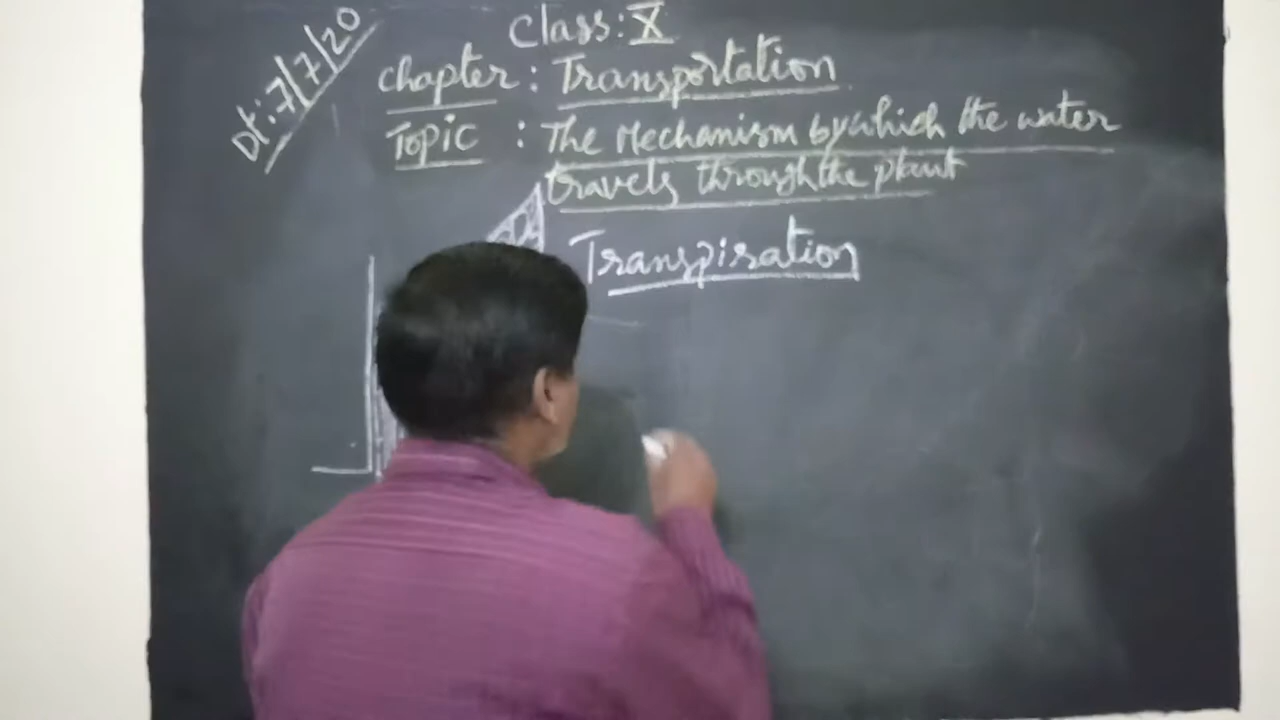 Dt: 7/7/20
Class: X
Chapter : Transportation
Topic : The Mechanism by which the water
travels through the plant
Transpiration